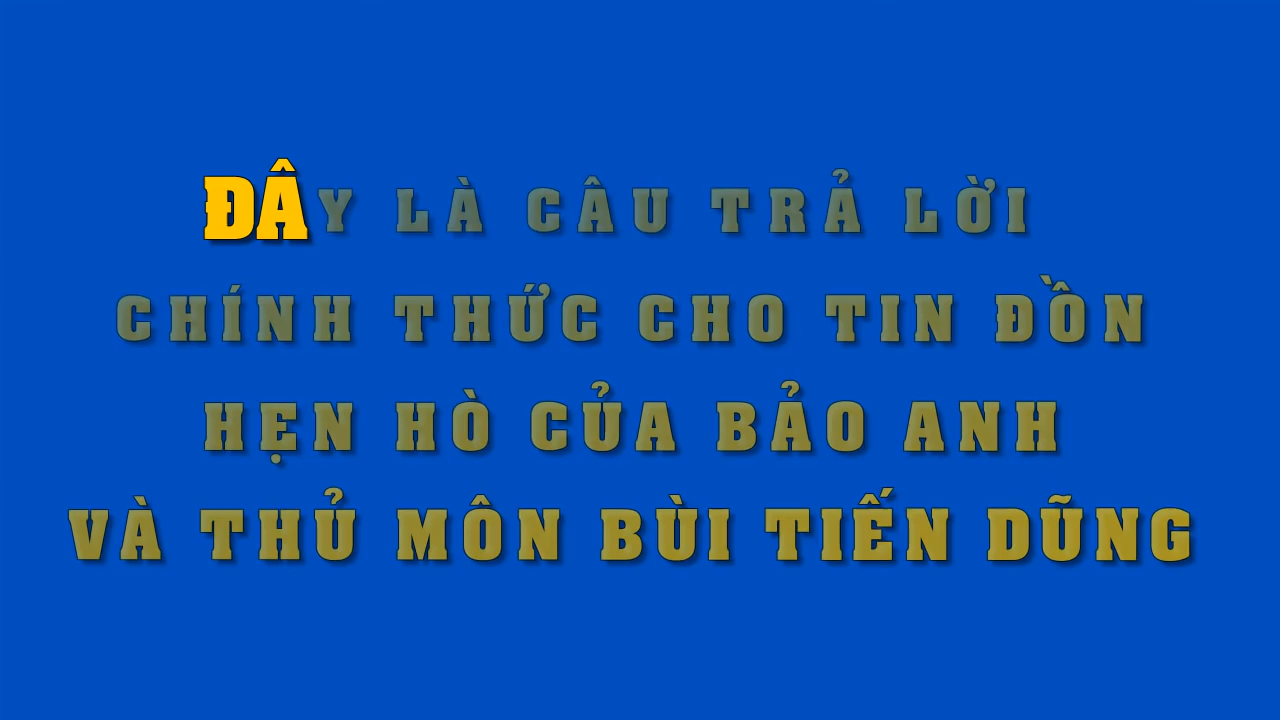 ĐÂY LÀ CÂU TRẢ LỜI
CHÍNH THỨC CHO TIN ĐỒN
HẸN HÒ CỦA BẢO ANH
VÀ THỦ MÔN BÙI TIẾN DŨNG